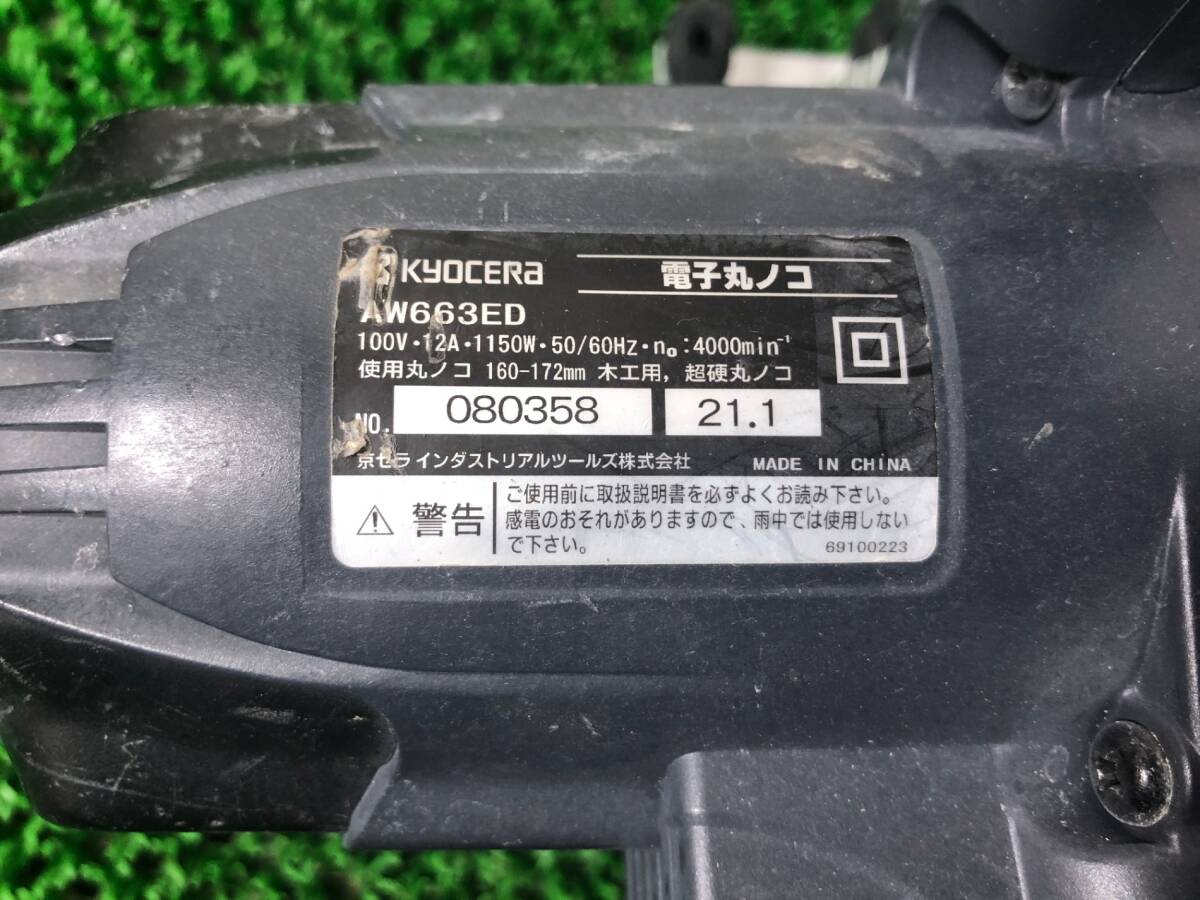 KYOCERA 電子丸ノコ
AW663ED
100V・12A・1150W・50/60Hz・n₀:4000min⁻¹
使用丸ノコ 160-172mm 木工用, 超硬丸ノコ
NO. 080358 21.1
京セラ インダストリアルツールズ株式会社 MADE IN CHINA
警告
ご使用前に取扱説明書を必ずよくお読み下さい。
感電のおそれがありますので、雨中では使用しない
で下さい。
69100223